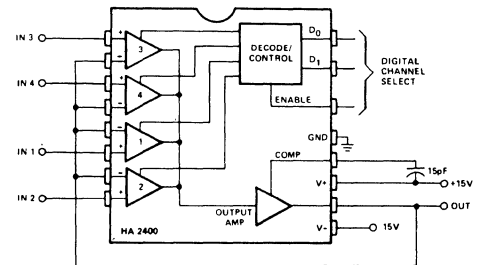 IN 3
+
−
3
IN 4
+
−
4
−
+
1
IN 1
−
+
2
IN 2
DECODE/
CONTROL
D0
D1
ENABLE
DIGITAL
CHANNEL
SELECT
GND
COMP
15pF
V+
+15V
OUTPUT
AMP
OUT
V-
15V
HA 2400